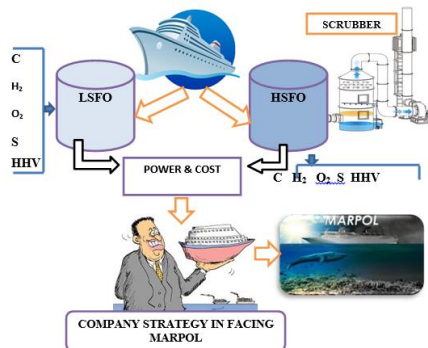 SCRUBBER
C
H₂
O₂
S
HHV
LSFO
HSFO
POWER & COST
C H₂ O₂ S HHV
MARPOL
COMPANY STRATEGY IN FACING
MARPOL